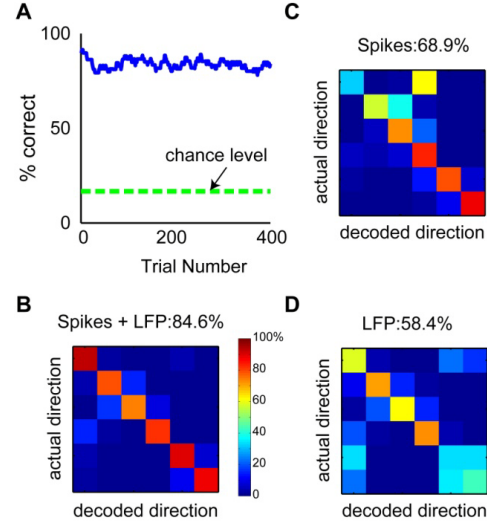 A
100
50
0
% correct
chance level
0
200
400
Trial Number
B
Spikes + LFP:84.6%
actual direction
decoded direction
100%
80
60
40
20
0
C
Spikes:68.9%
actual direction
decoded direction
D
LFP:58.4%
actual direction
decoded direction